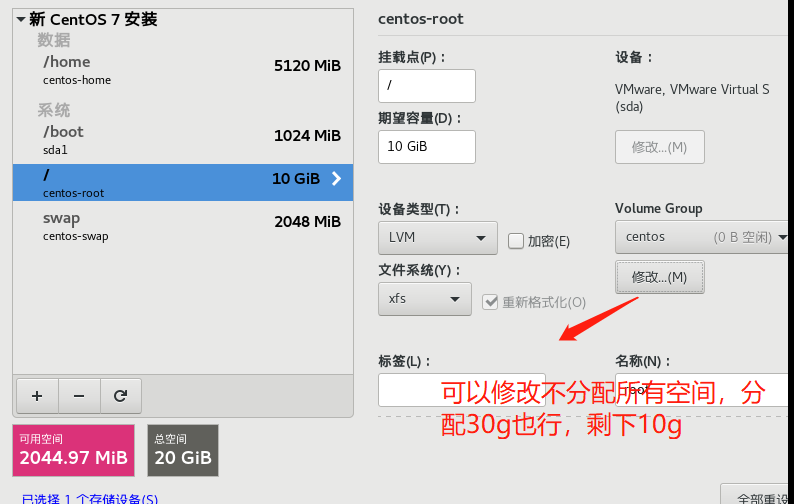 新 CentOS 7 安装
数据
/home
5120 MiB
centos-home
系统
/boot
1024 MiB
sda1
/
10 GiB
centos-root
swap
2048 MiB
centos-swap
+ − 
可用空间
2044.97 MiB
总空间
20 GiB
已选择 1 个存储设备(S)
centos-root
挂载点(P)：
/
期望容量(D)：
10 GiB
设备：
VMware, VMware Virtual S
(sda)
修改...(M)
设备类型(T)：
LVM
加密(E)
Volume Group
centos (0 B 空闲)
修改...(M)
文件系统(Y)：
xfs
重新格式化(O)
标签(L)：
名称(N)：
root
可以修改不分配所有空间，分
配30g也行，剩下10g
全部重设